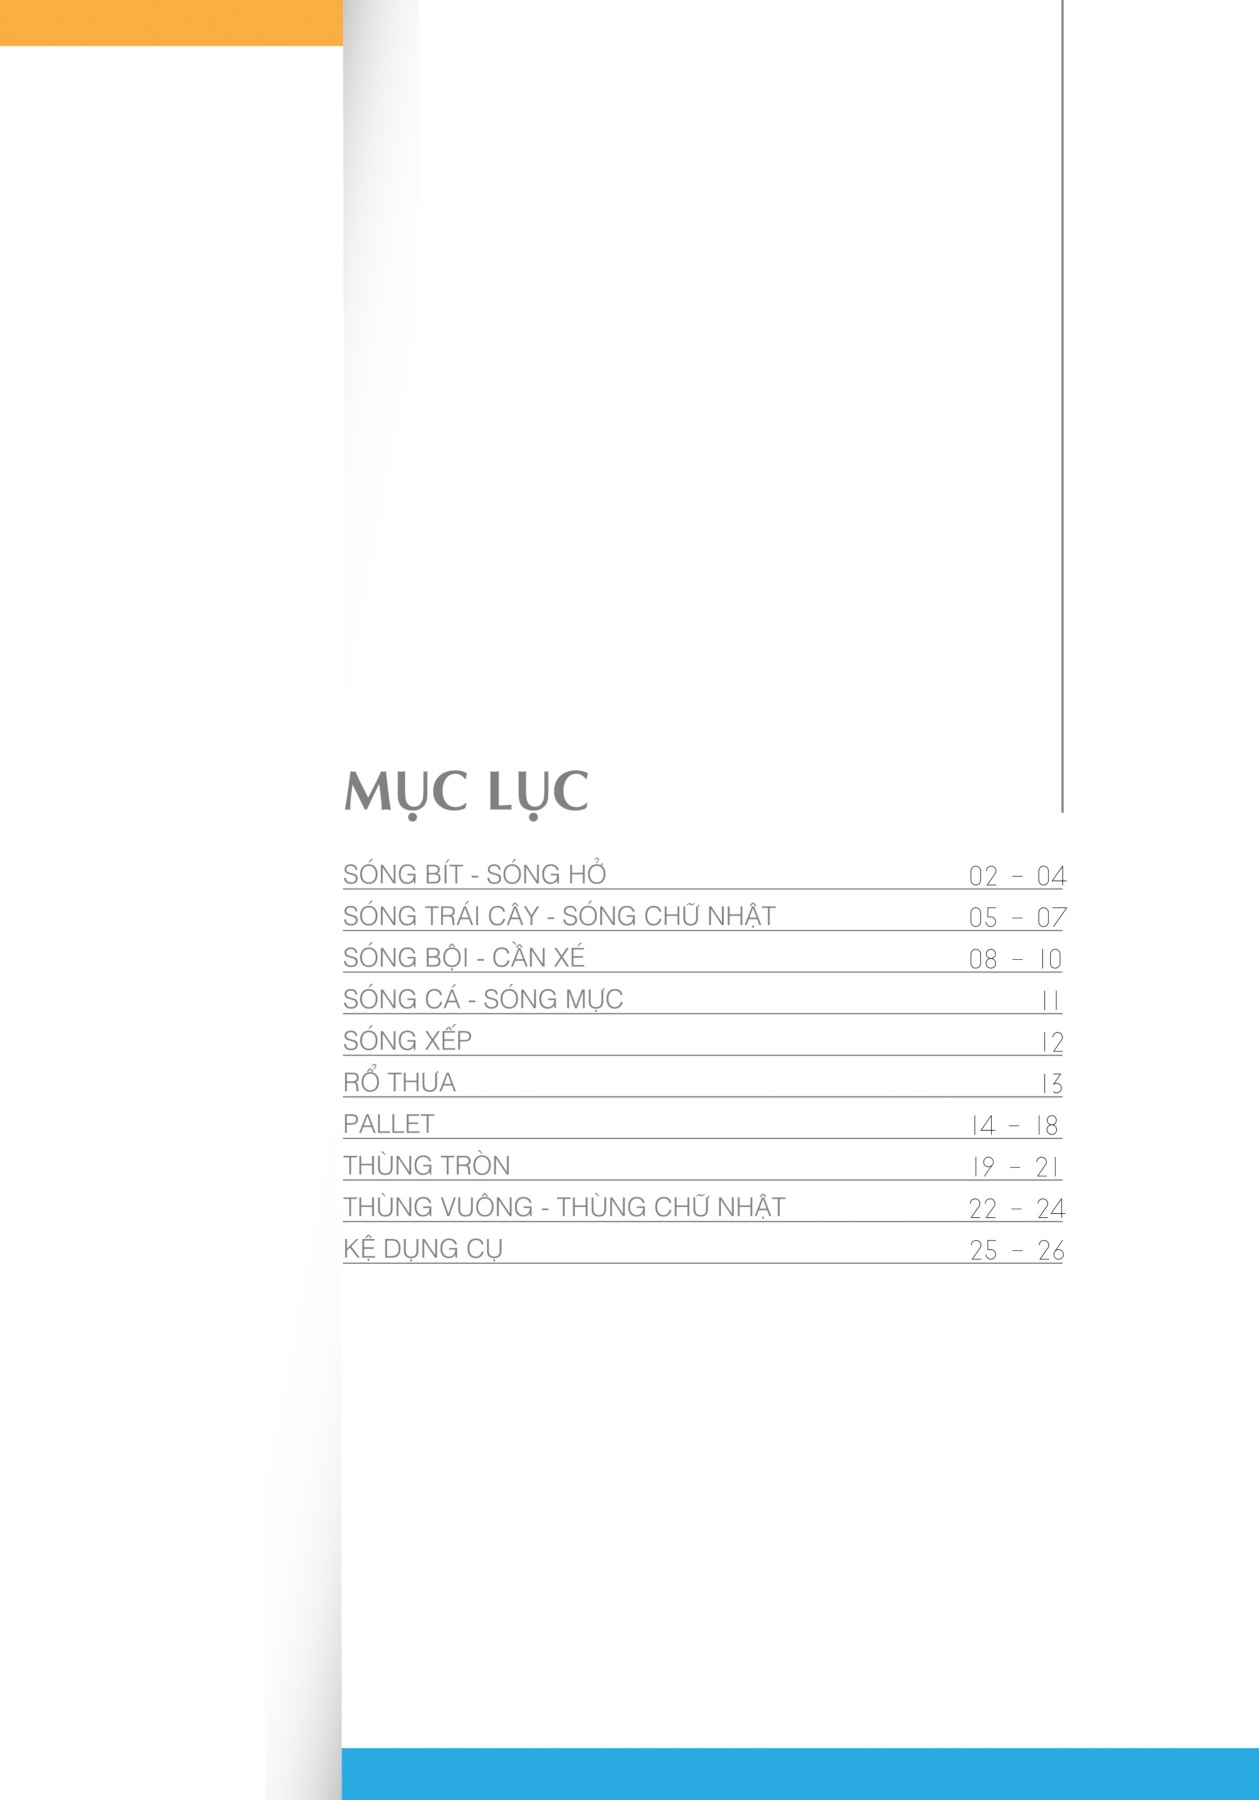 MỤC LỤC
SÓNG BÍT - SÓNG HỞ 02 - 04
SÓNG TRÁI CÂY - SÓNG CHỮ NHẬT 05 - 07
SÓNG BỘI - CẦN XÉ 08 - 10
SÓNG CÁ - SÓNG MỰC 11
SÓNG XẾP 12
RỔ THƯA 13
PALLET 14 - 18
THÙNG TRÒN 19 - 21
THÙNG VUÔNG - THÙNG CHỮ NHẬT 22 - 24
KỆ DỤNG CỤ 25 - 26